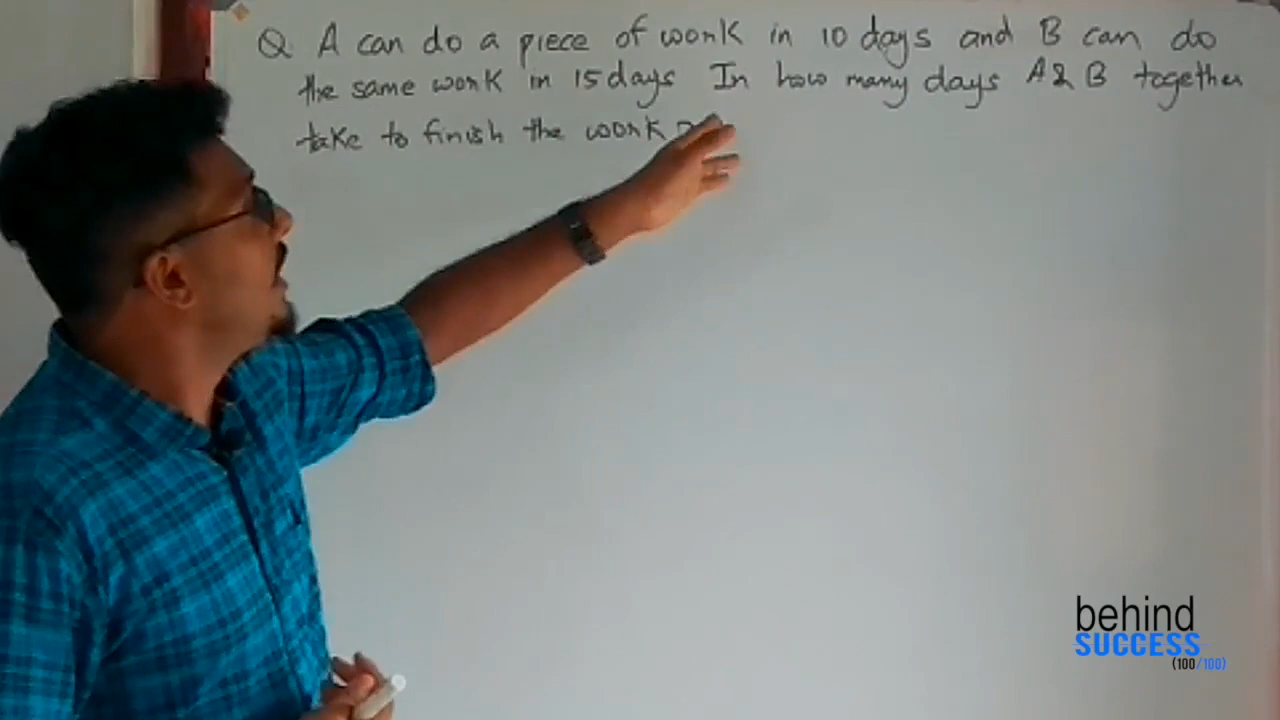 Q A can do a piece of work in 10 days and B can do
the same work in 15 days In how many days A & B together
take to finish the work ?
behind
SUCCESS
(100/100)